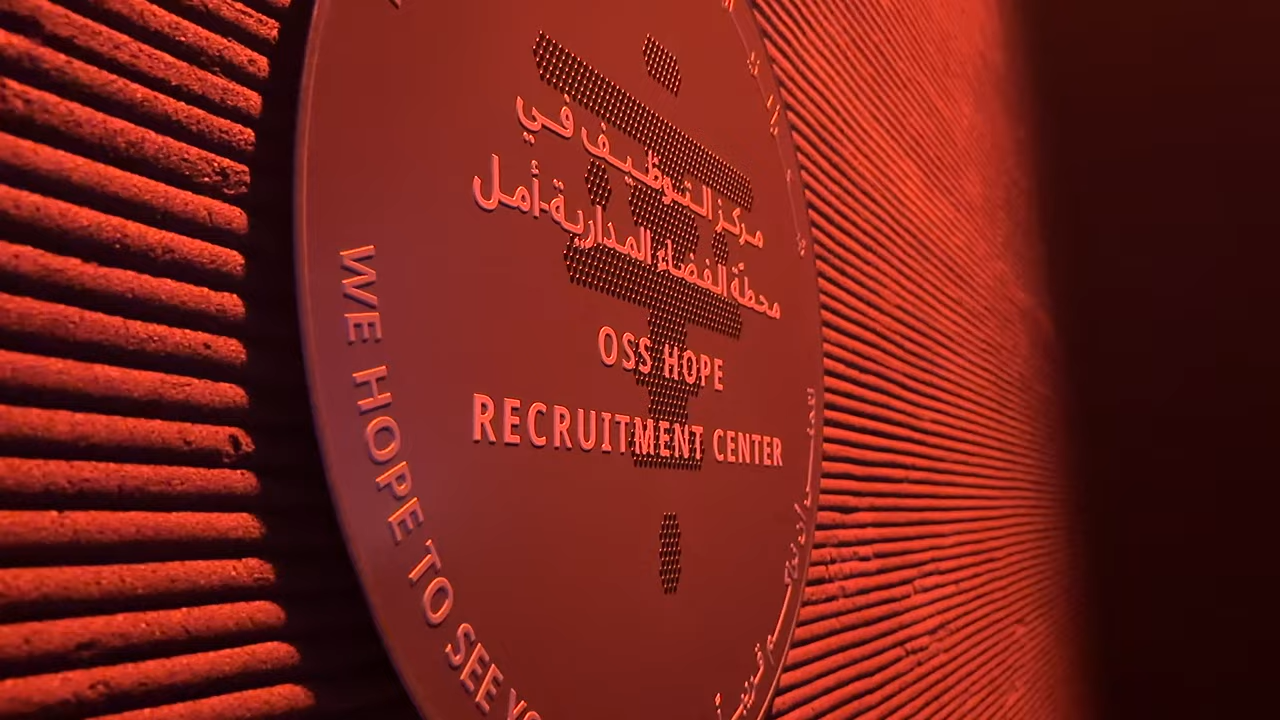 مركز التوظيف في
محطة الفضاء المدارية-أمل
OSS HOPE
RECRUITMENT CENTER
WE HOPE TO SEE